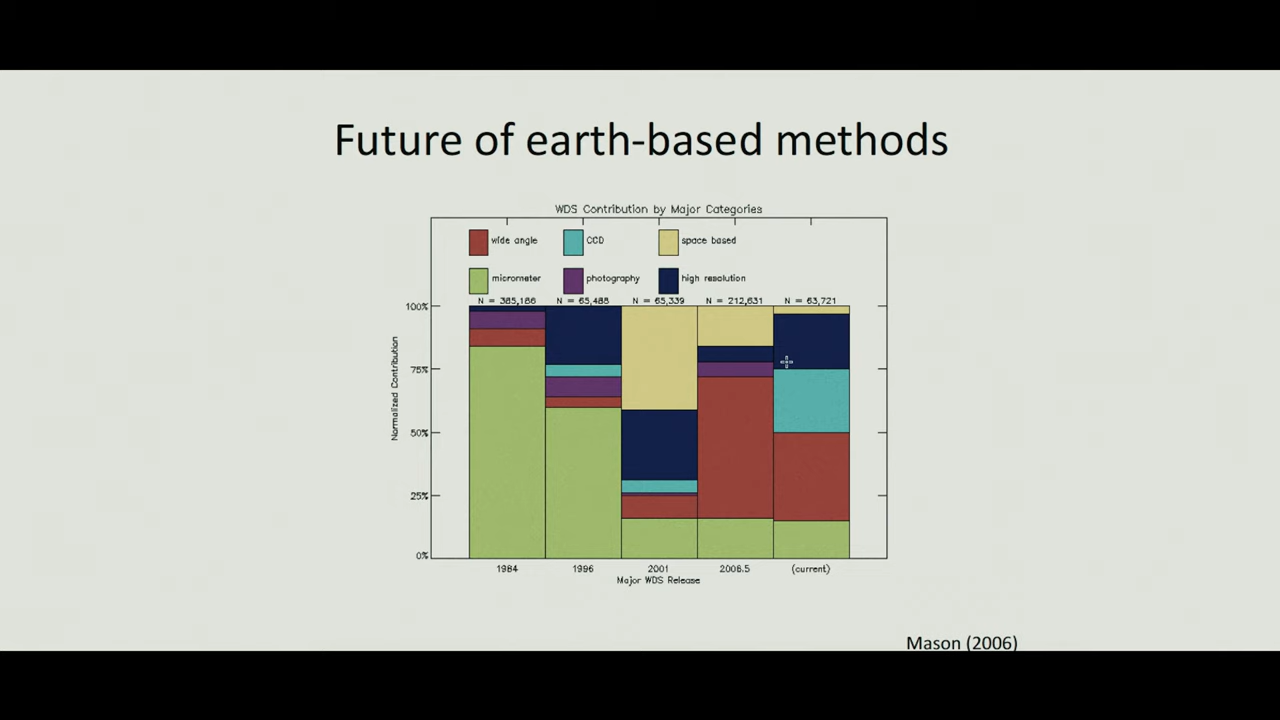 Future of earth-based methods
WDS Contribution by Major Categories
wide angle CCD space based
micrometer photography high resolution
N = 385,186 N = 65,488 N = 65,339 N = 212,631 N = 63,721
100%
75%
50%
25%
0%
Normalized Contribution
1984 1996 2001 2006.5 (current)
Major WDS Release
Mason (2006)